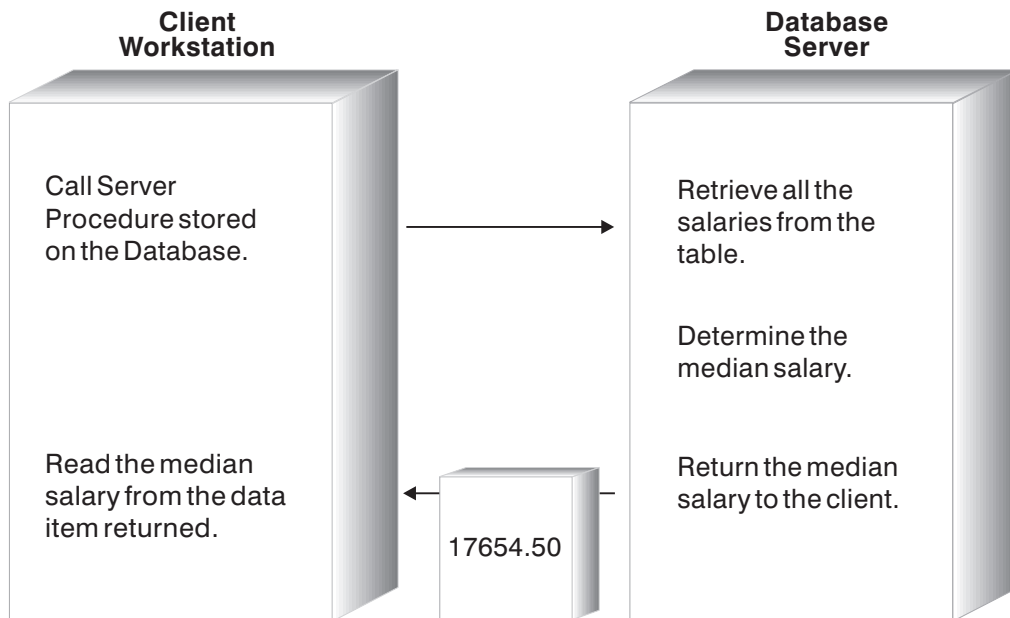 Client
Workstation
Database
Server
Call Server
Procedure stored
on the Database.
Retrieve all the
salaries from the
table.
Determine the
median salary.
Read the median
salary from the data
item returned.
17654.50
Return the median
salary to the client.